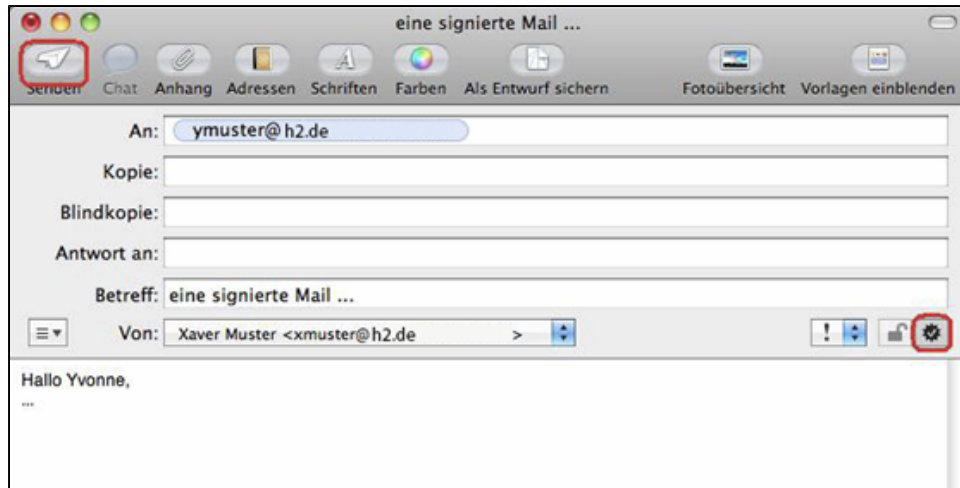 eine signierte Mail ...
Senden Chat Anhang Adressen Schriften Farben Als Entwurf sichern Fotoübersicht Vorlagen einblenden
An: ymuster@h2.de
Kopie:
Blindkopie:
Antwort an:
Betreff: eine signierte Mail ...
Von: Xaver Muster <xmuster@h2.de > !
Hallo Yvonne,
...